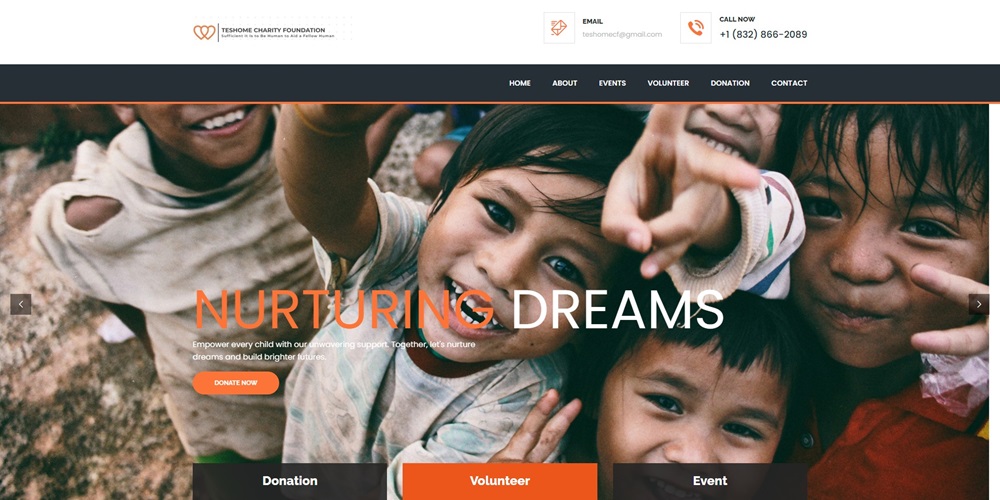 TESHOME CHARITY FOUNDATION
Sufficient It Is to Be Human to Aid a Fellow Human
EMAIL
teshomecf@gmail.com
CALL NOW
+1 (832) 866-2089
HOME ABOUT EVENTS VOLUNTEER DONATION CONTACT
NURTURING DREAMS
Empower every child with our unwavering support. Together, let's nurture
dreams and build brighter futures.
DONATE NOW
Donation Volunteer Event